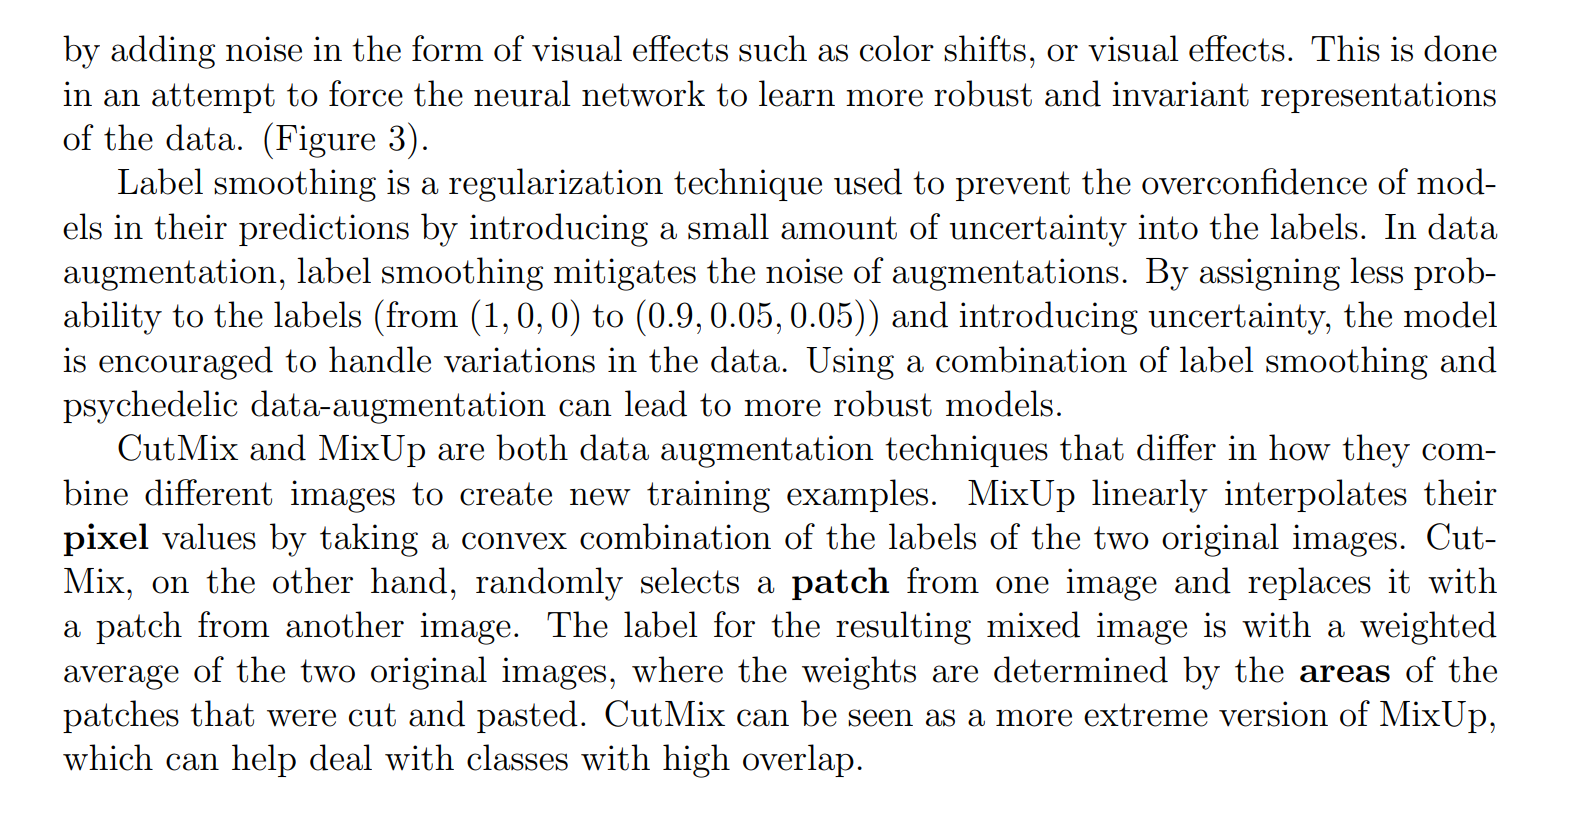 by adding noise in the form of visual effects such as color shifts, or visual effects. This is done
in an attempt to force the neural network to learn more robust and invariant representations
of the data. (Figure 3).
Label smoothing is a regularization technique used to prevent the overconfidence of mod-
els in their predictions by introducing a small amount of uncertainty into the labels. In data
augmentation, label smoothing mitigates the noise of augmentations. By assigning less prob-
ability to the labels (from (1, 0, 0) to (0.9, 0.05, 0.05)) and introducing uncertainty, the model
is encouraged to handle variations in the data. Using a combination of label smoothing and
psychedelic data-augmentation can lead to more robust models.
CutMix and MixUp are both data augmentation techniques that differ in how they com-
bine different images to create new training examples. MixUp linearly interpolates their
pixel values by taking a convex combination of the labels of the two original images. Cut-
Mix, on the other hand, randomly selects a patch from one image and replaces it with
a patch from another image. The label for the resulting mixed image is with a weighted
average of the two original images, where the weights are determined by the areas of the
patches that were cut and pasted. CutMix can be seen as a more extreme version of MixUp,
which can help deal with classes with high overlap.